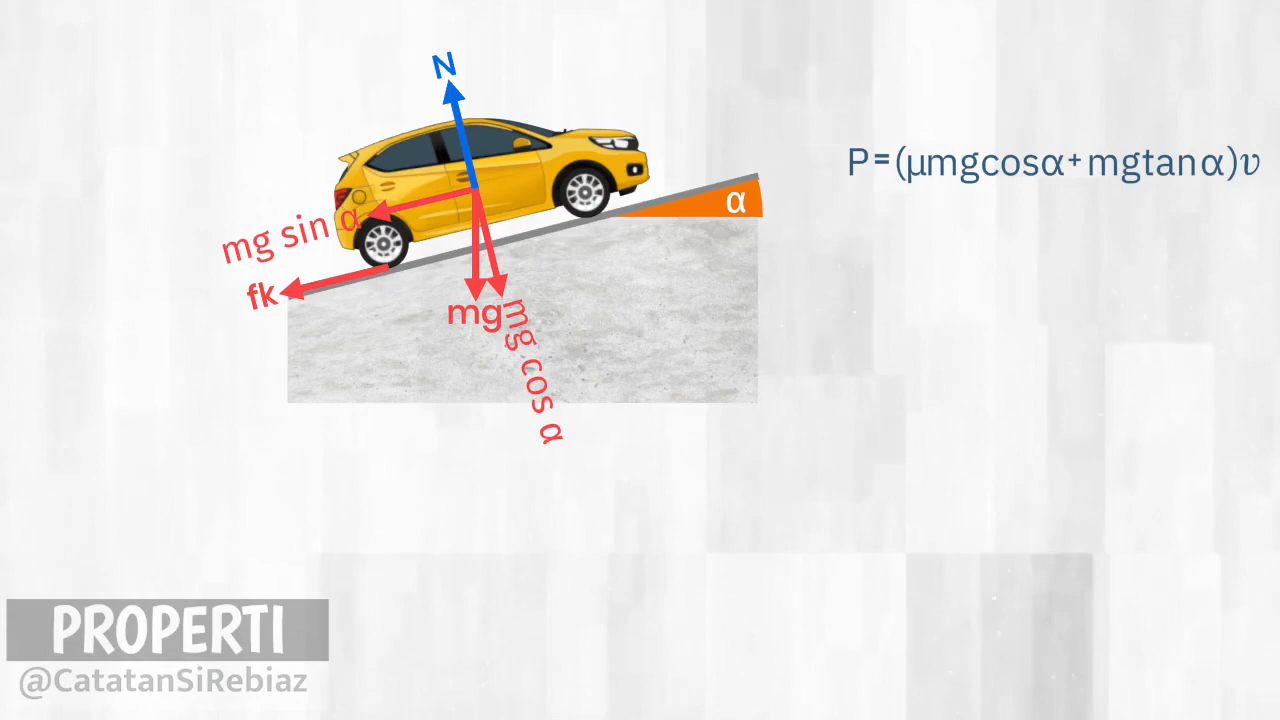 N
P=(μmgcosα+mgtanα)v
α
mg sin α
fk
mg
mg cos α
PROPERTI
@CatatanSiRebiaz